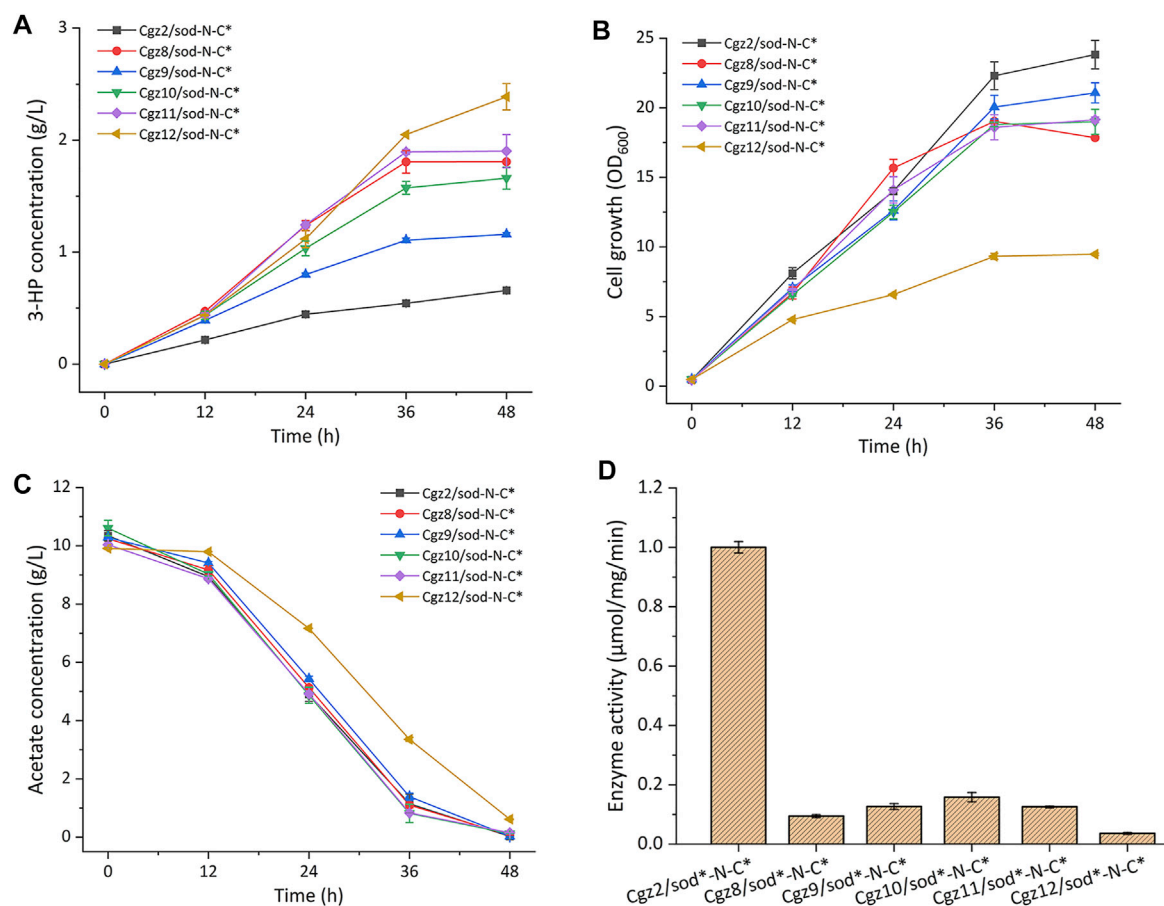 A
3-HP concentration (g/L)
3
2
1
0
0 12 24 36 48
Time (h)
Cgz2/sod-N-C*
Cgz8/sod-N-C*
Cgz9/sod-N-C*
Cgz10/sod-N-C*
Cgz11/sod-N-C*
Cgz12/sod-N-C*
B
Cell growth (OD600)
25
20
15
10
5
0
0 12 24 36 48
Time (h)
Cgz2/sod-N-C*
Cgz8/sod-N-C*
Cgz9/sod-N-C*
Cgz10/sod-N-C*
Cgz11/sod-N-C*
Cgz12/sod-N-C*
C
Acetate concentration (g/L)
12
10
8
6
4
2
0
0 12 24 36 48
Time (h)
Cgz2/sod-N-C*
Cgz8/sod-N-C*
Cgz9/sod-N-C*
Cgz10/sod-N-C*
Cgz11/sod-N-C*
Cgz12/sod-N-C*
D
Enzyme activity (μmol/mg/min)
1.2
1.0
0.8
0.6
0.4
0.2
0.0
Cgz2/sod*-N-C*
Cgz8/sod*-N-C*
Cgz9/sod*-N-C*
Cgz10/sod*-N-C*
Cgz11/sod*-N-C*
Cgz12/sod*-N-C*